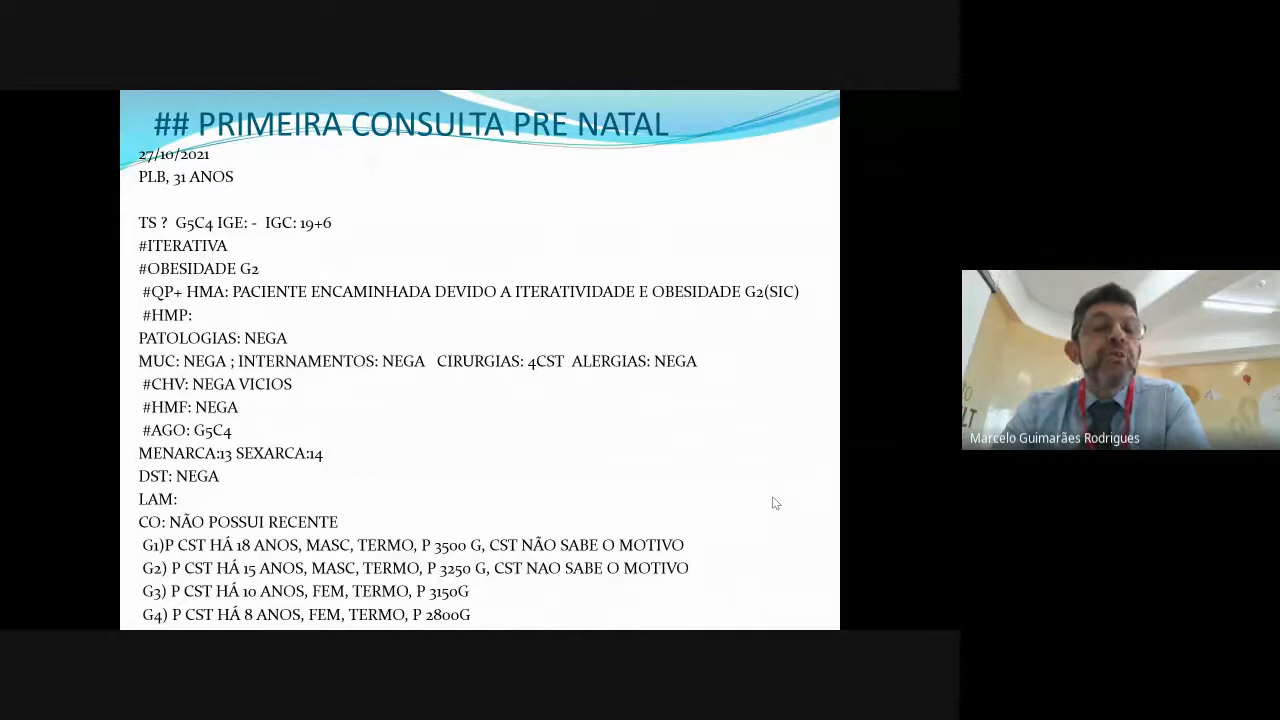 ## PRIMEIRA CONSULTA PRE NATAL
27/10/2021
PLB, 31 ANOS
TS ? G5C4 IGE: - IGC: 19+6
#ITERATIVA
#OBESIDADE G2
#QP+ HMA: PACIENTE ENCAMINHADA DEVIDO A ITERATIVIDADE E OBESIDADE G2(SIC)
#HMP:
PATOLOGIAS: NEGA
MUC: NEGA ; INTERNAMENTOS: NEGA CIRURGIAS: 4CST ALERGIAS: NEGA
#CHV: NEGA VICIOS
#HMF: NEGA
#AGO: G5C4
MENARCA:13 SEXARCA:14
DST: NEGA
LAM:
CO: NÃO POSSUI RECENTE
G1)P CST HÁ 18 ANOS, MASC, TERMO, P 3500 G, CST NÃO SABE O MOTIVO
G2) P CST HÁ 15 ANOS, MASC, TERMO, P 3250 G, CST NAO SABE O MOTIVO
G3) P CST HÁ 10 ANOS, FEM, TERMO, P 3150G
G4) P CST HÁ 8 ANOS, FEM, TERMO, P 2800G
Marcelo Guimarães Rodrigues